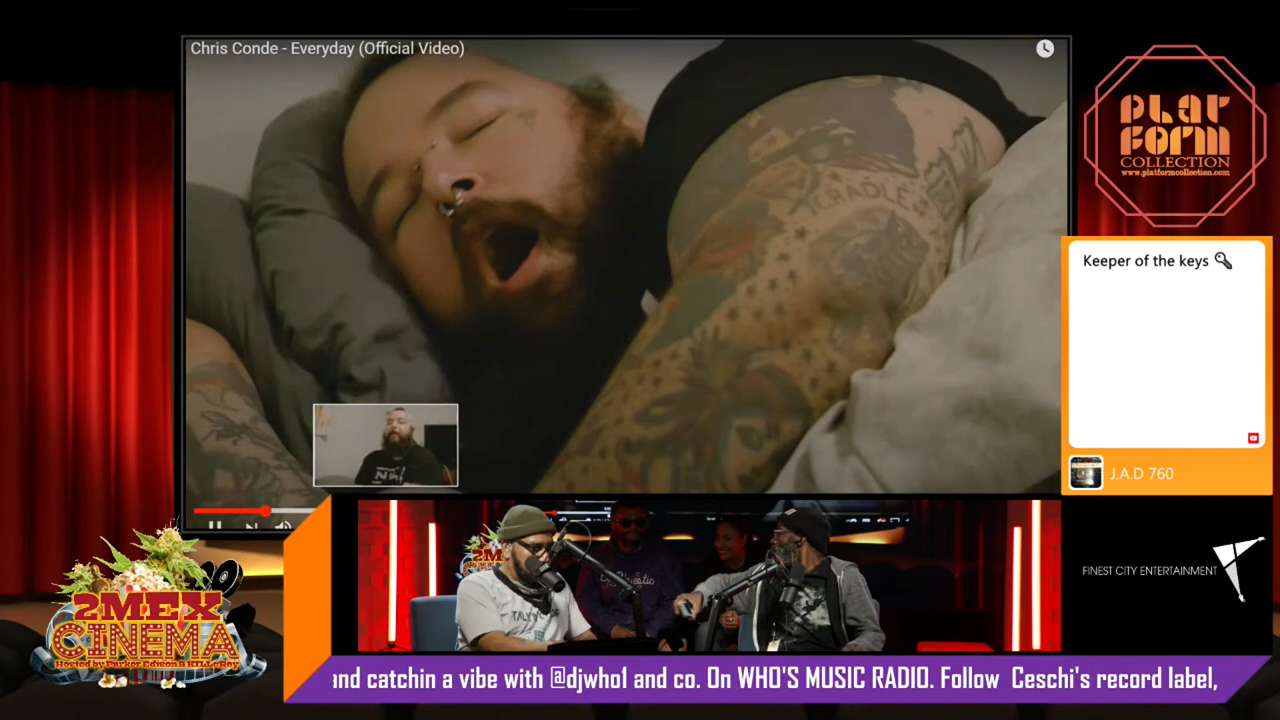 Chris Conde - Everyday (Official Video)
CRADLE
PLAT
FORM
COLLECTION
www.platformcollection.com
Keeper of the keys
J.A.D 760
FINEST CITY ENTERTAINMENT
2MEX
CINEMA
Hosted by Parker Edison & KILLcRey
and catchin a vibe with @djwho1 and co. On WHO'S MUSIC RADIO. Follow Ceschi's record label,